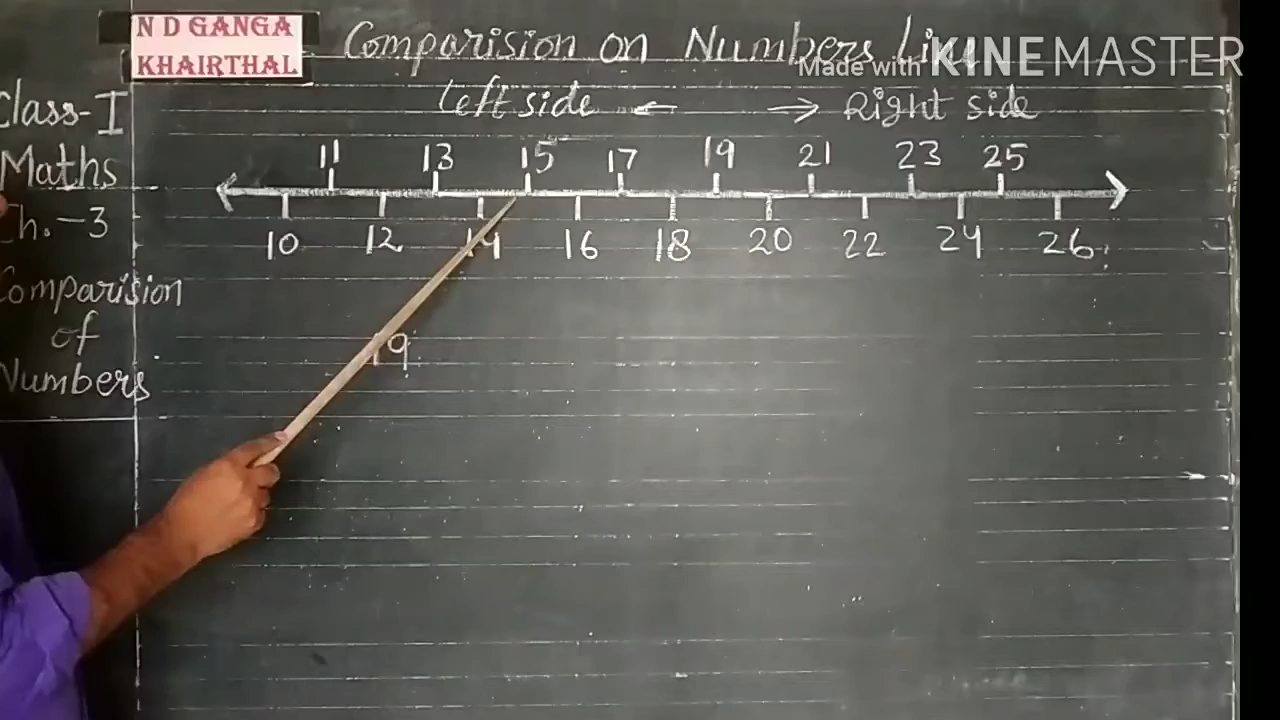 N D GANGA
KHAIRTHAL
Comparision on Numbers Line
Made with KINEMASTER
Left side ← → Right side
Class-I
Maths
Ch.-3
Comparision
of
Numbers
11 13 15 17 19 21 23 25
10 12 14 16 18 20 22 24 26
19